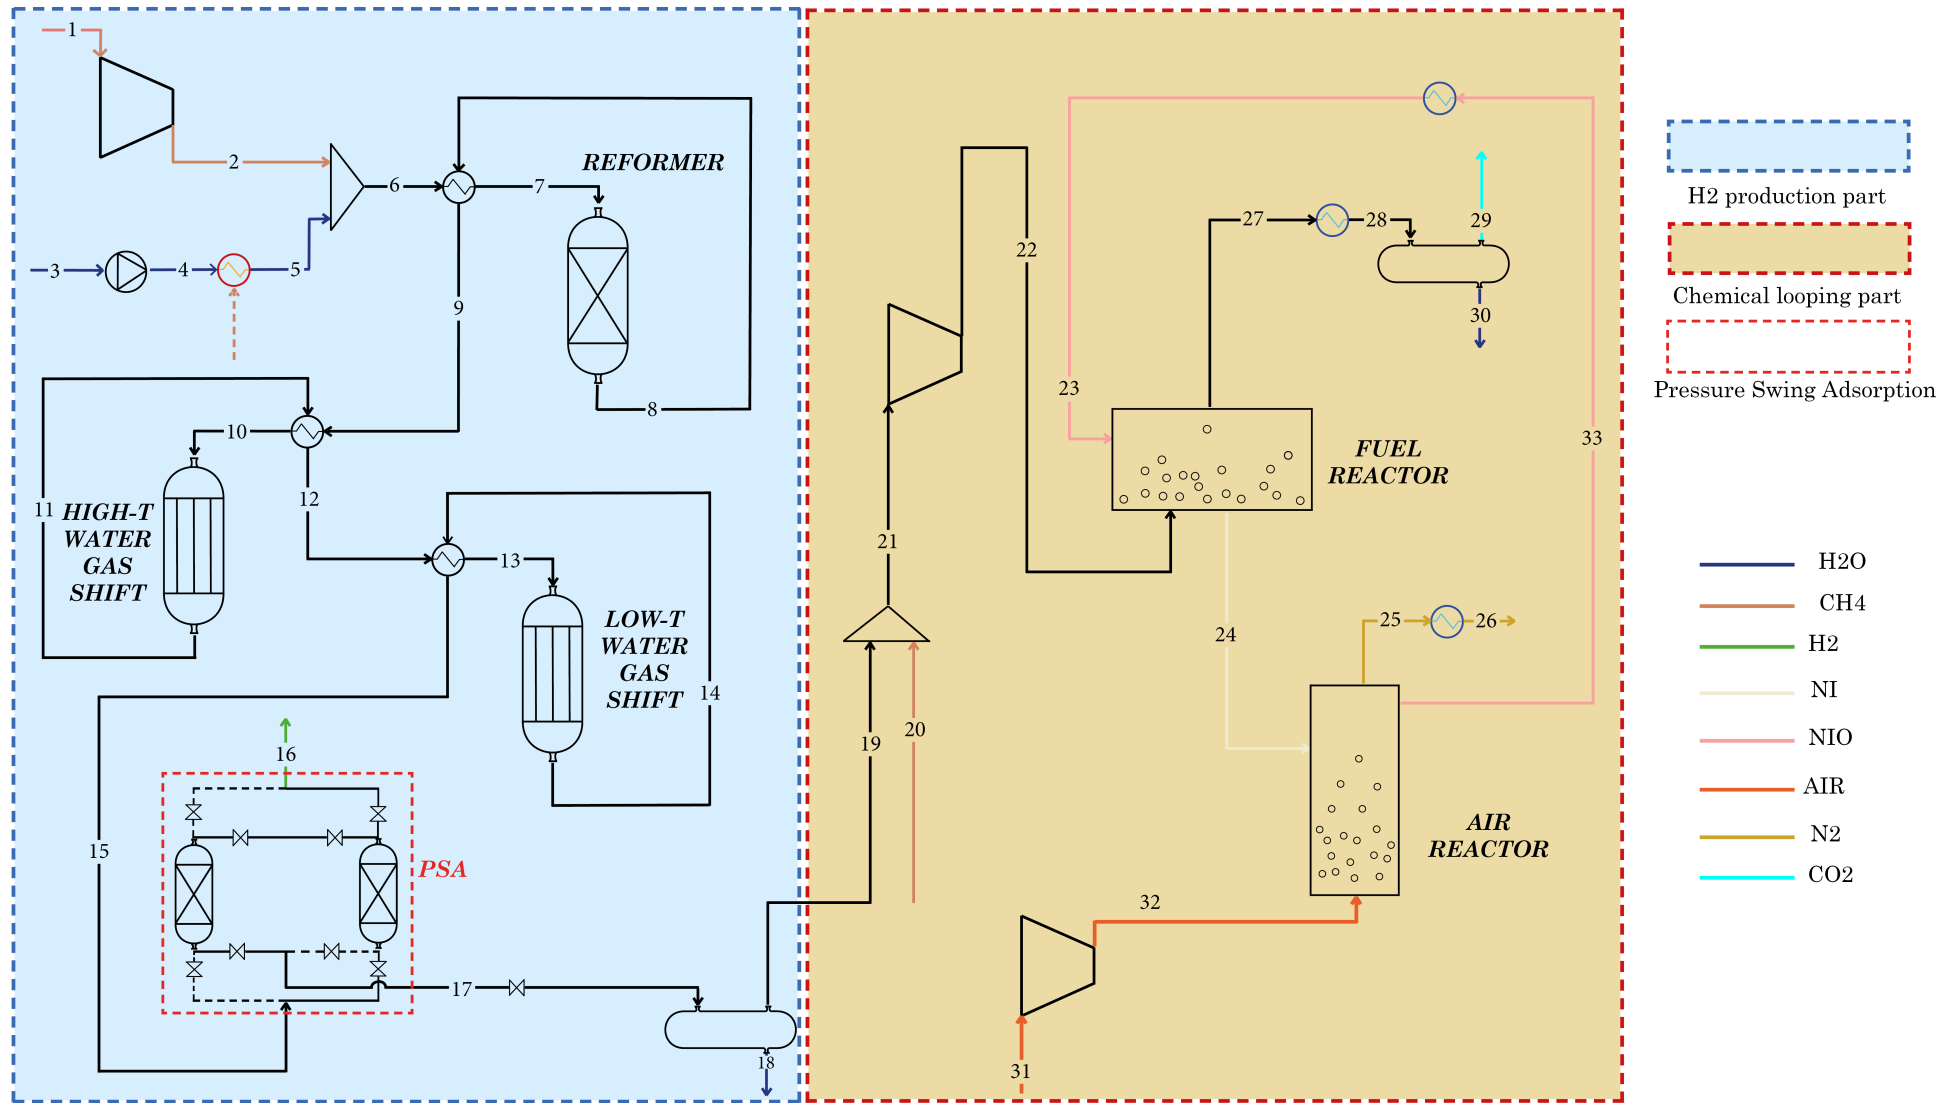 1
2
3
4
5
6
7
8
9
10
11
12
13
14
15
16
17
18
REFORMER
HIGH-T
WATER
GAS
SHIFT
LOW-T
WATER
GAS
SHIFT
PSA
19
20
21
22
23
24
25
26
27
28
29
30
31
32
33
FUEL
REACTOR
AIR
REACTOR
H2 production part
Chemical looping part
Pressure Swing Adsorption
H2O
CH4
H2
NI
NIO
AIR
N2
CO2